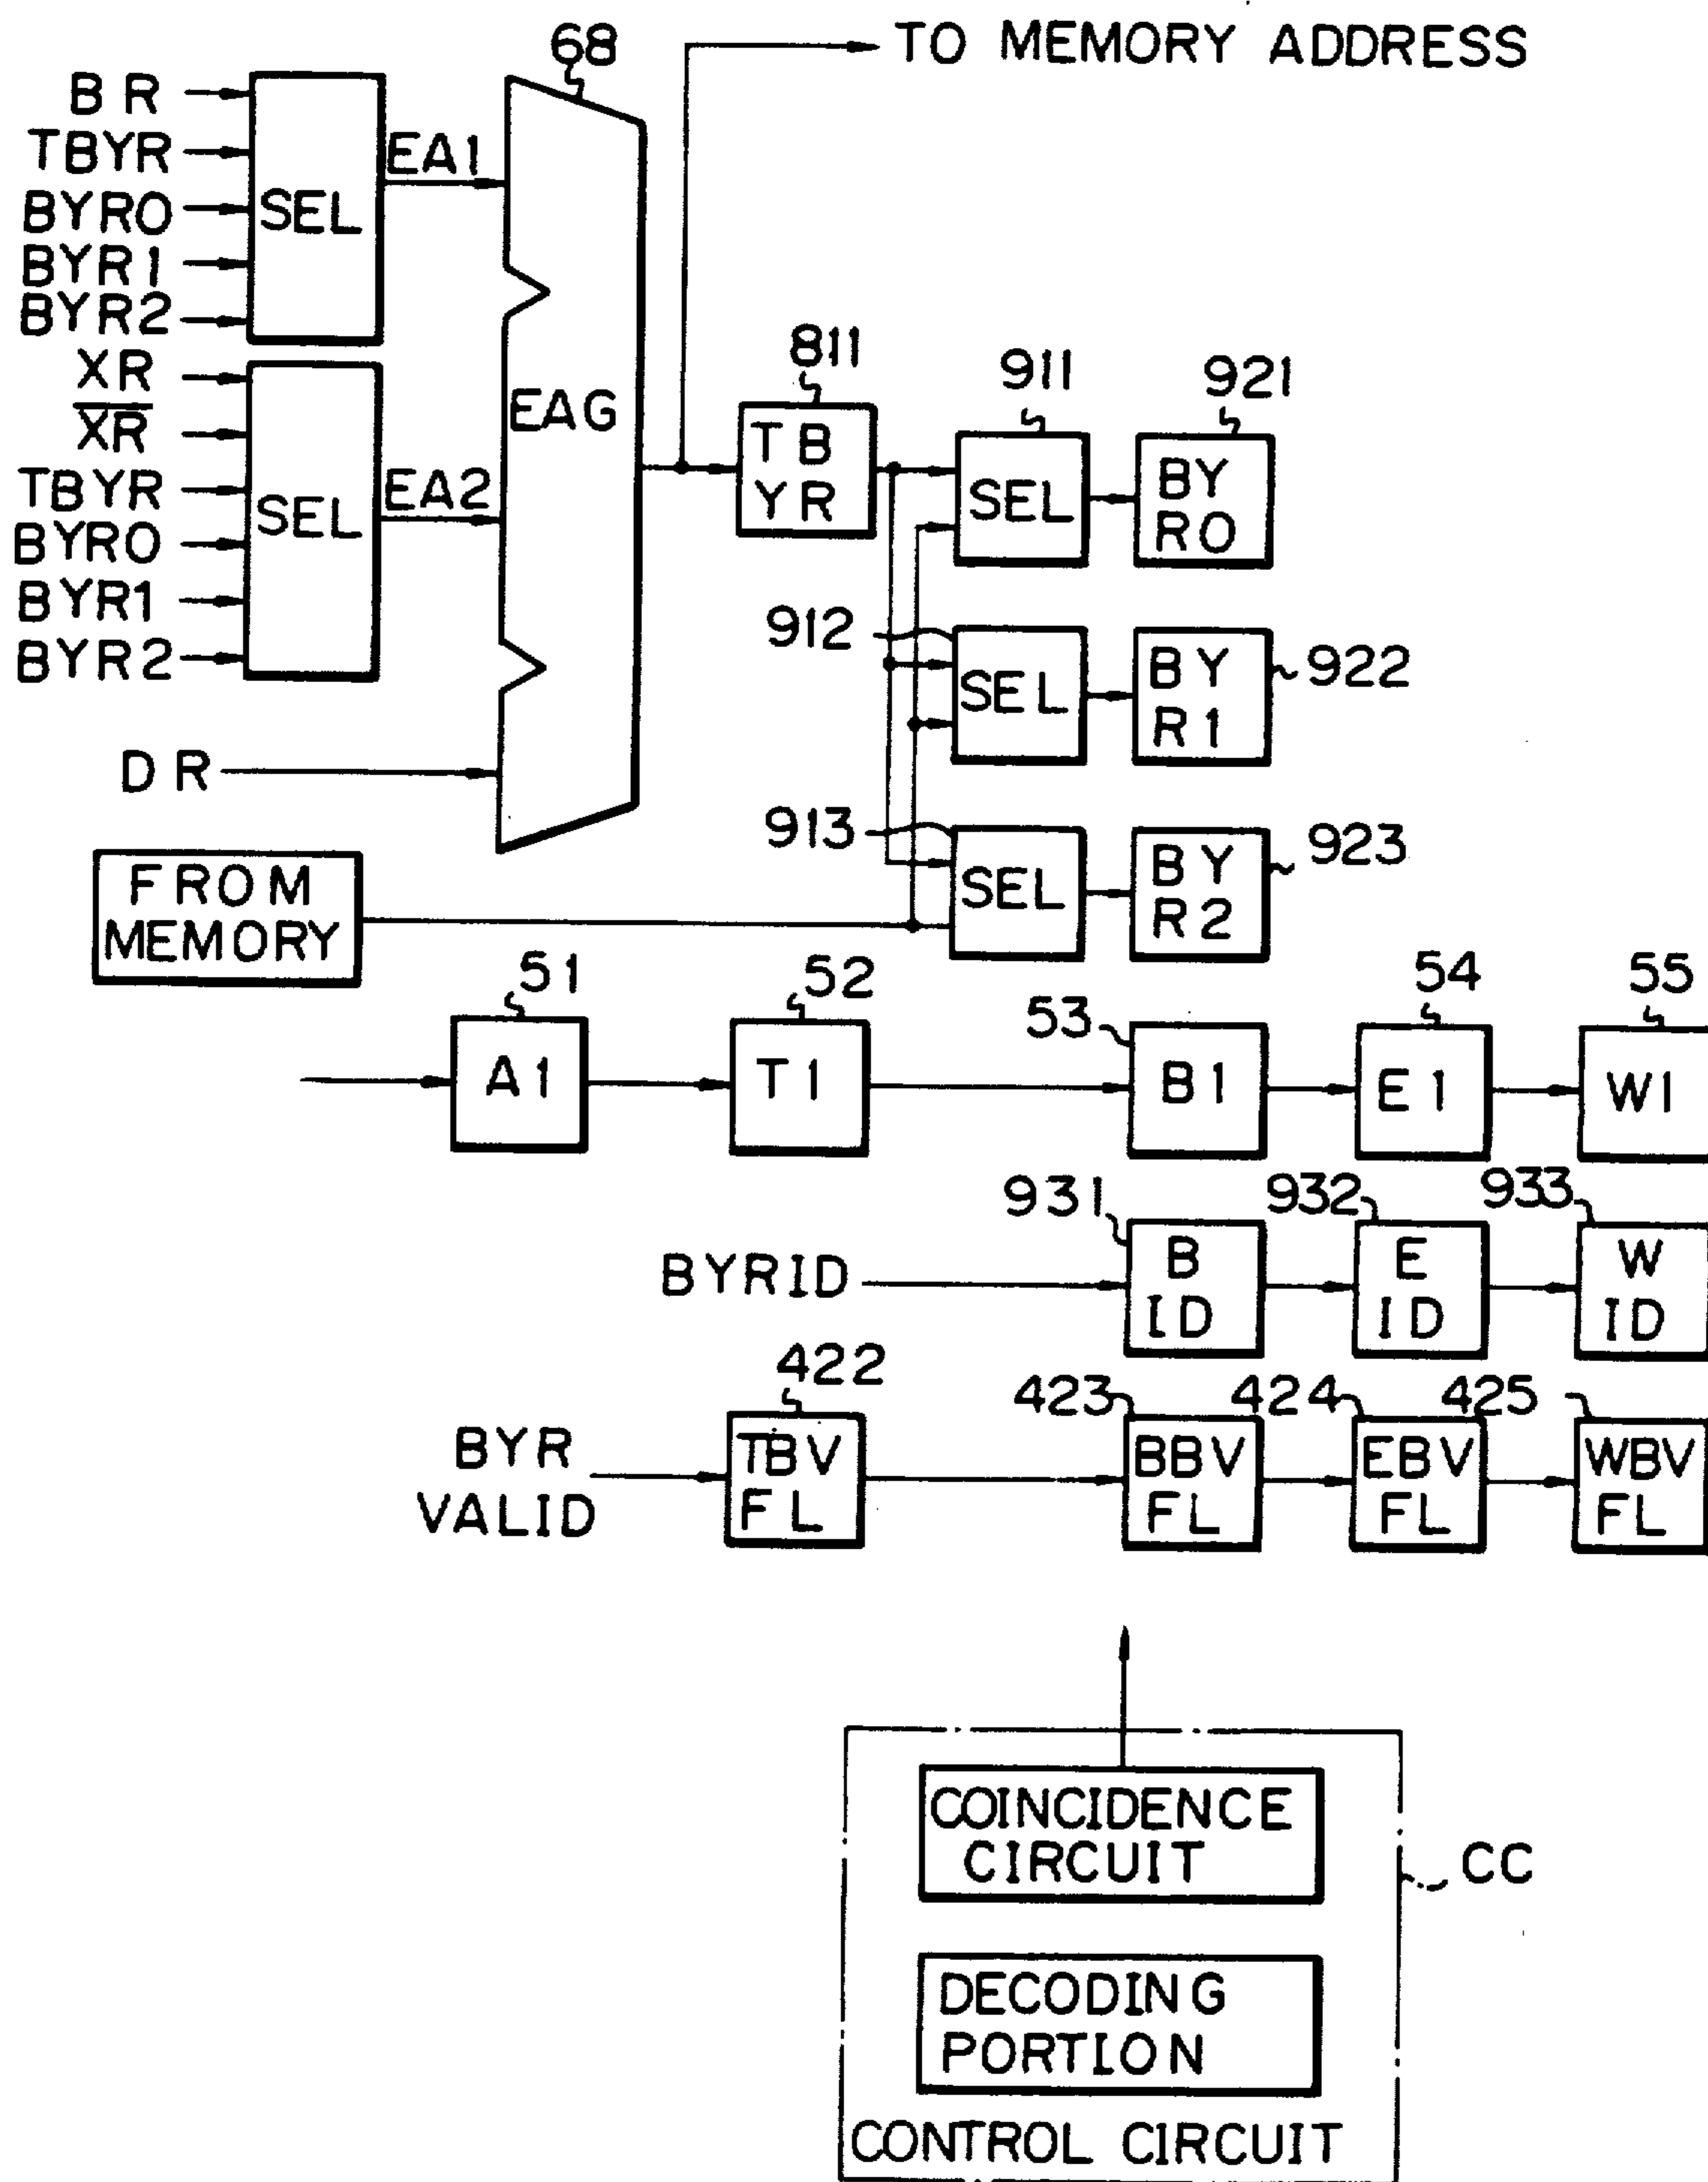 68
TO MEMORY ADDRESS
BR
TBYR
BYR0
BYR1
BYR2
SEL
EA1
XR
X̅R̅
TBYR
BYR0
BYR1
BYR2
SEL
EA2
EAG
DR
811
TB
YR
911
SEL
921
BY
R0
912
SEL
BY
R1
922
913
SEL
BY
R2
923
FROM
MEMORY
51
A1
52
T1
53
B1
54
E1
55
W1
BYRID
931
B
ID
932
E
ID
933
W
ID
BYR
VALID
422
TBV
FL
423
BBV
FL
424
EBV
FL
425
WBV
FL
COINCIDENCE
CIRCUIT
CC
DECODING
PORTION
CONTROL CIRCUIT